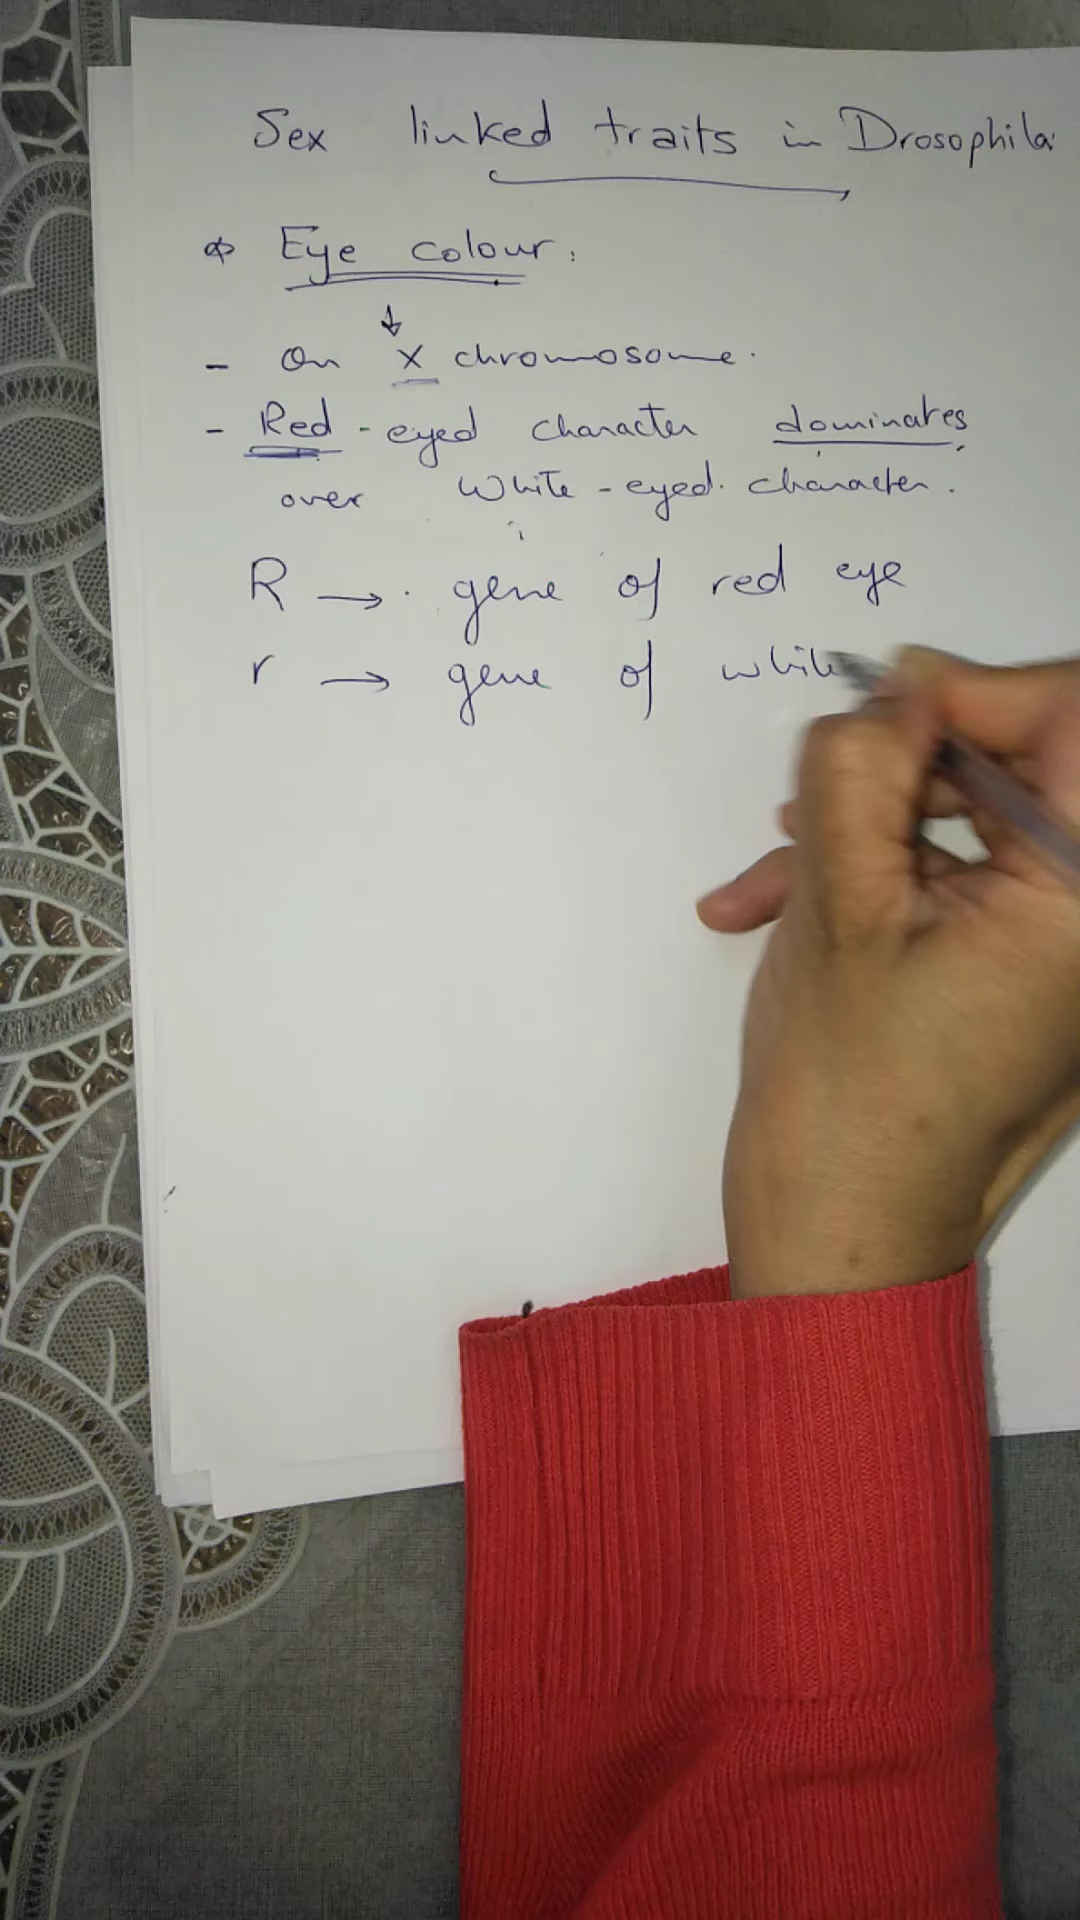 Sex linked traits in Drosophila
Eye colour.
- On X chromosome.
- Red-eyed character dominates
over white-eyed character.
R → gene of red eye
r → gene of white